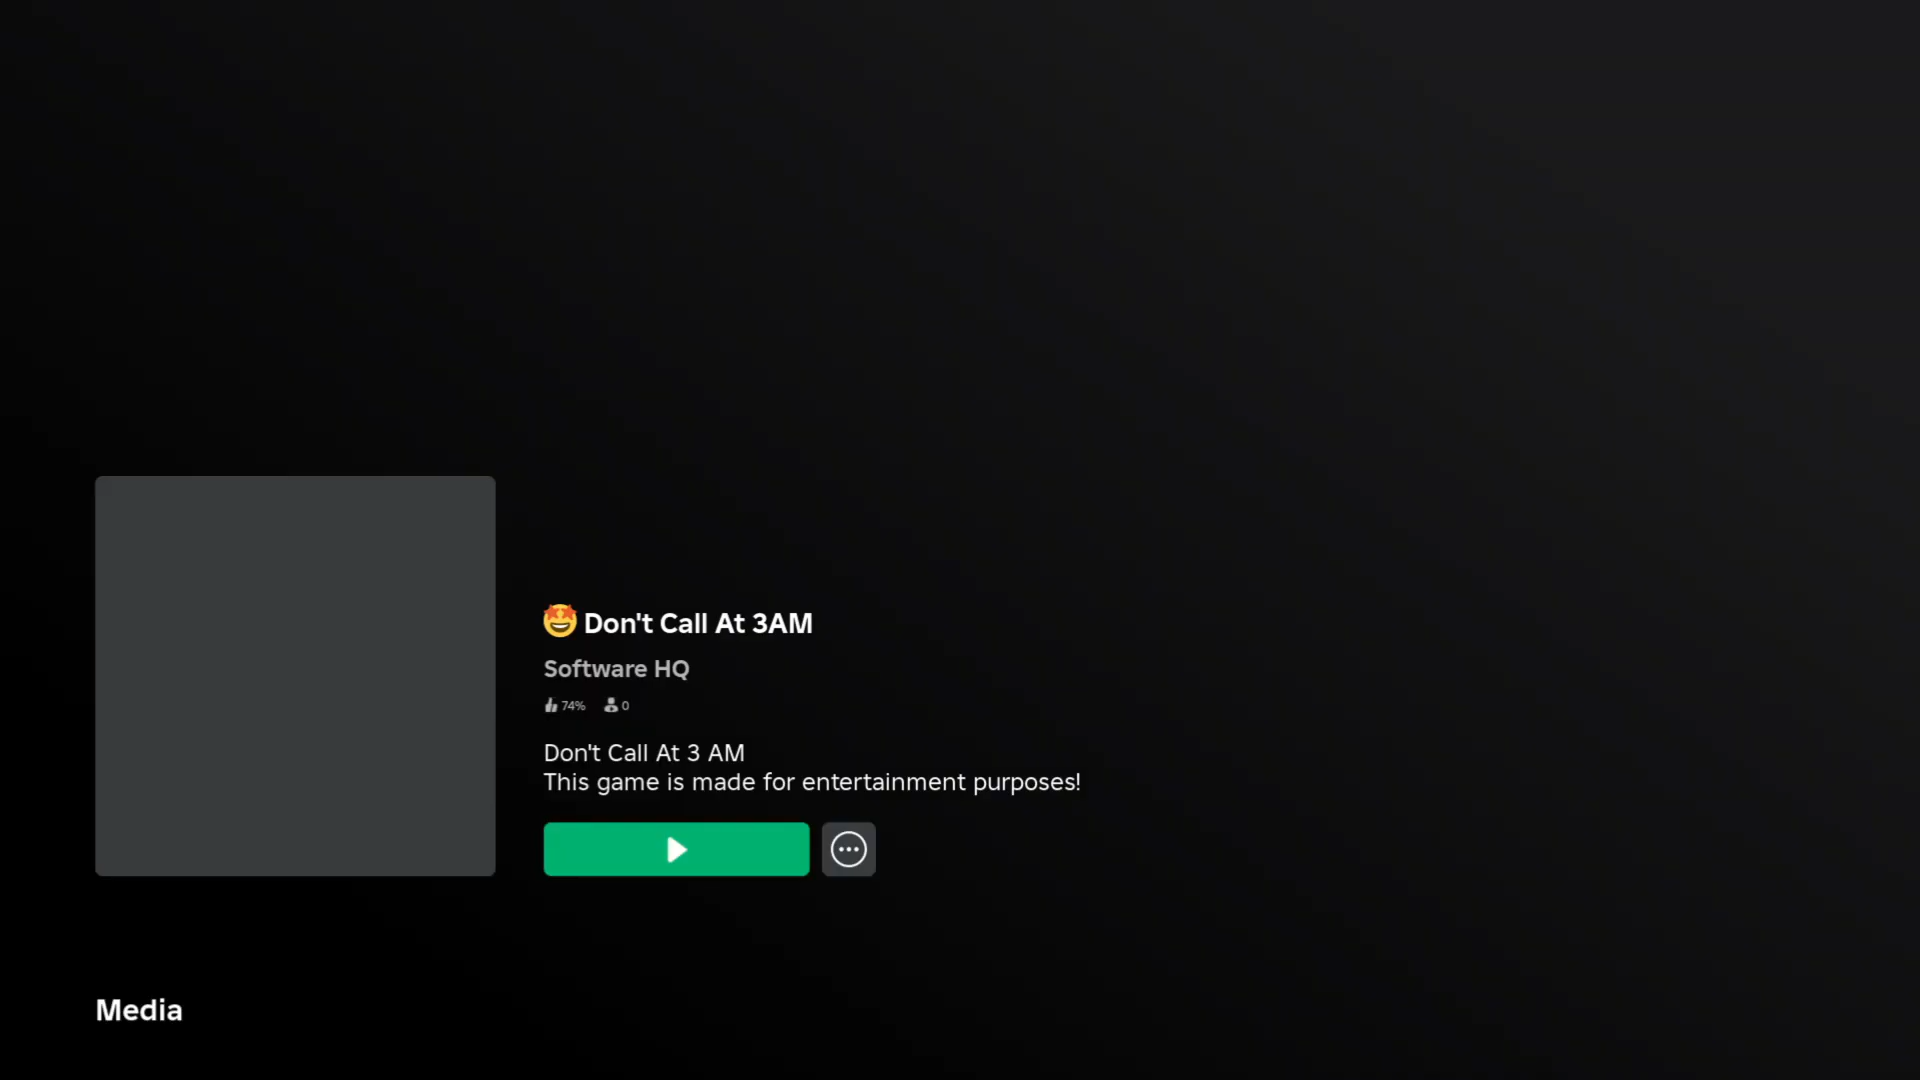 🤩 Don't Call At 3AM
Software HQ
74% 0
Don't Call At 3 AM
This game is made for entertainment purposes!
Media